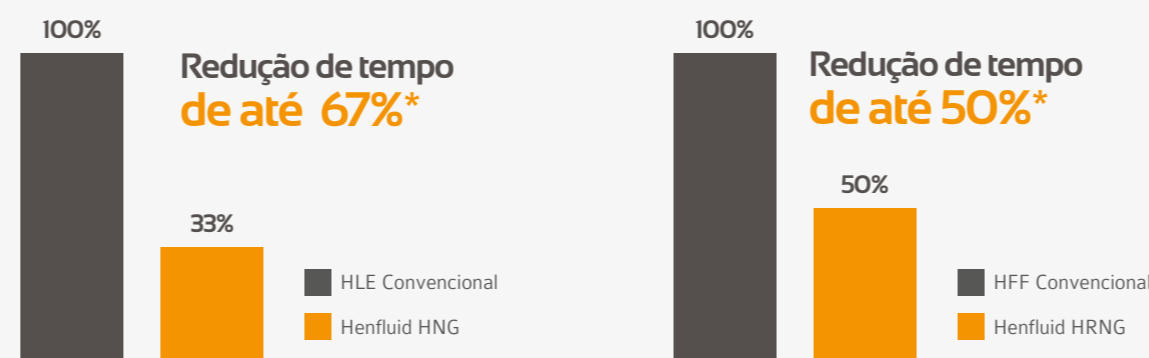 100%
Redução de tempo
de até 67%*
33%
HLE Convencional
Henfluid HNG
100%
Redução de tempo
de até 50%*
50%
HFF Convencional
Henfluid HRNG